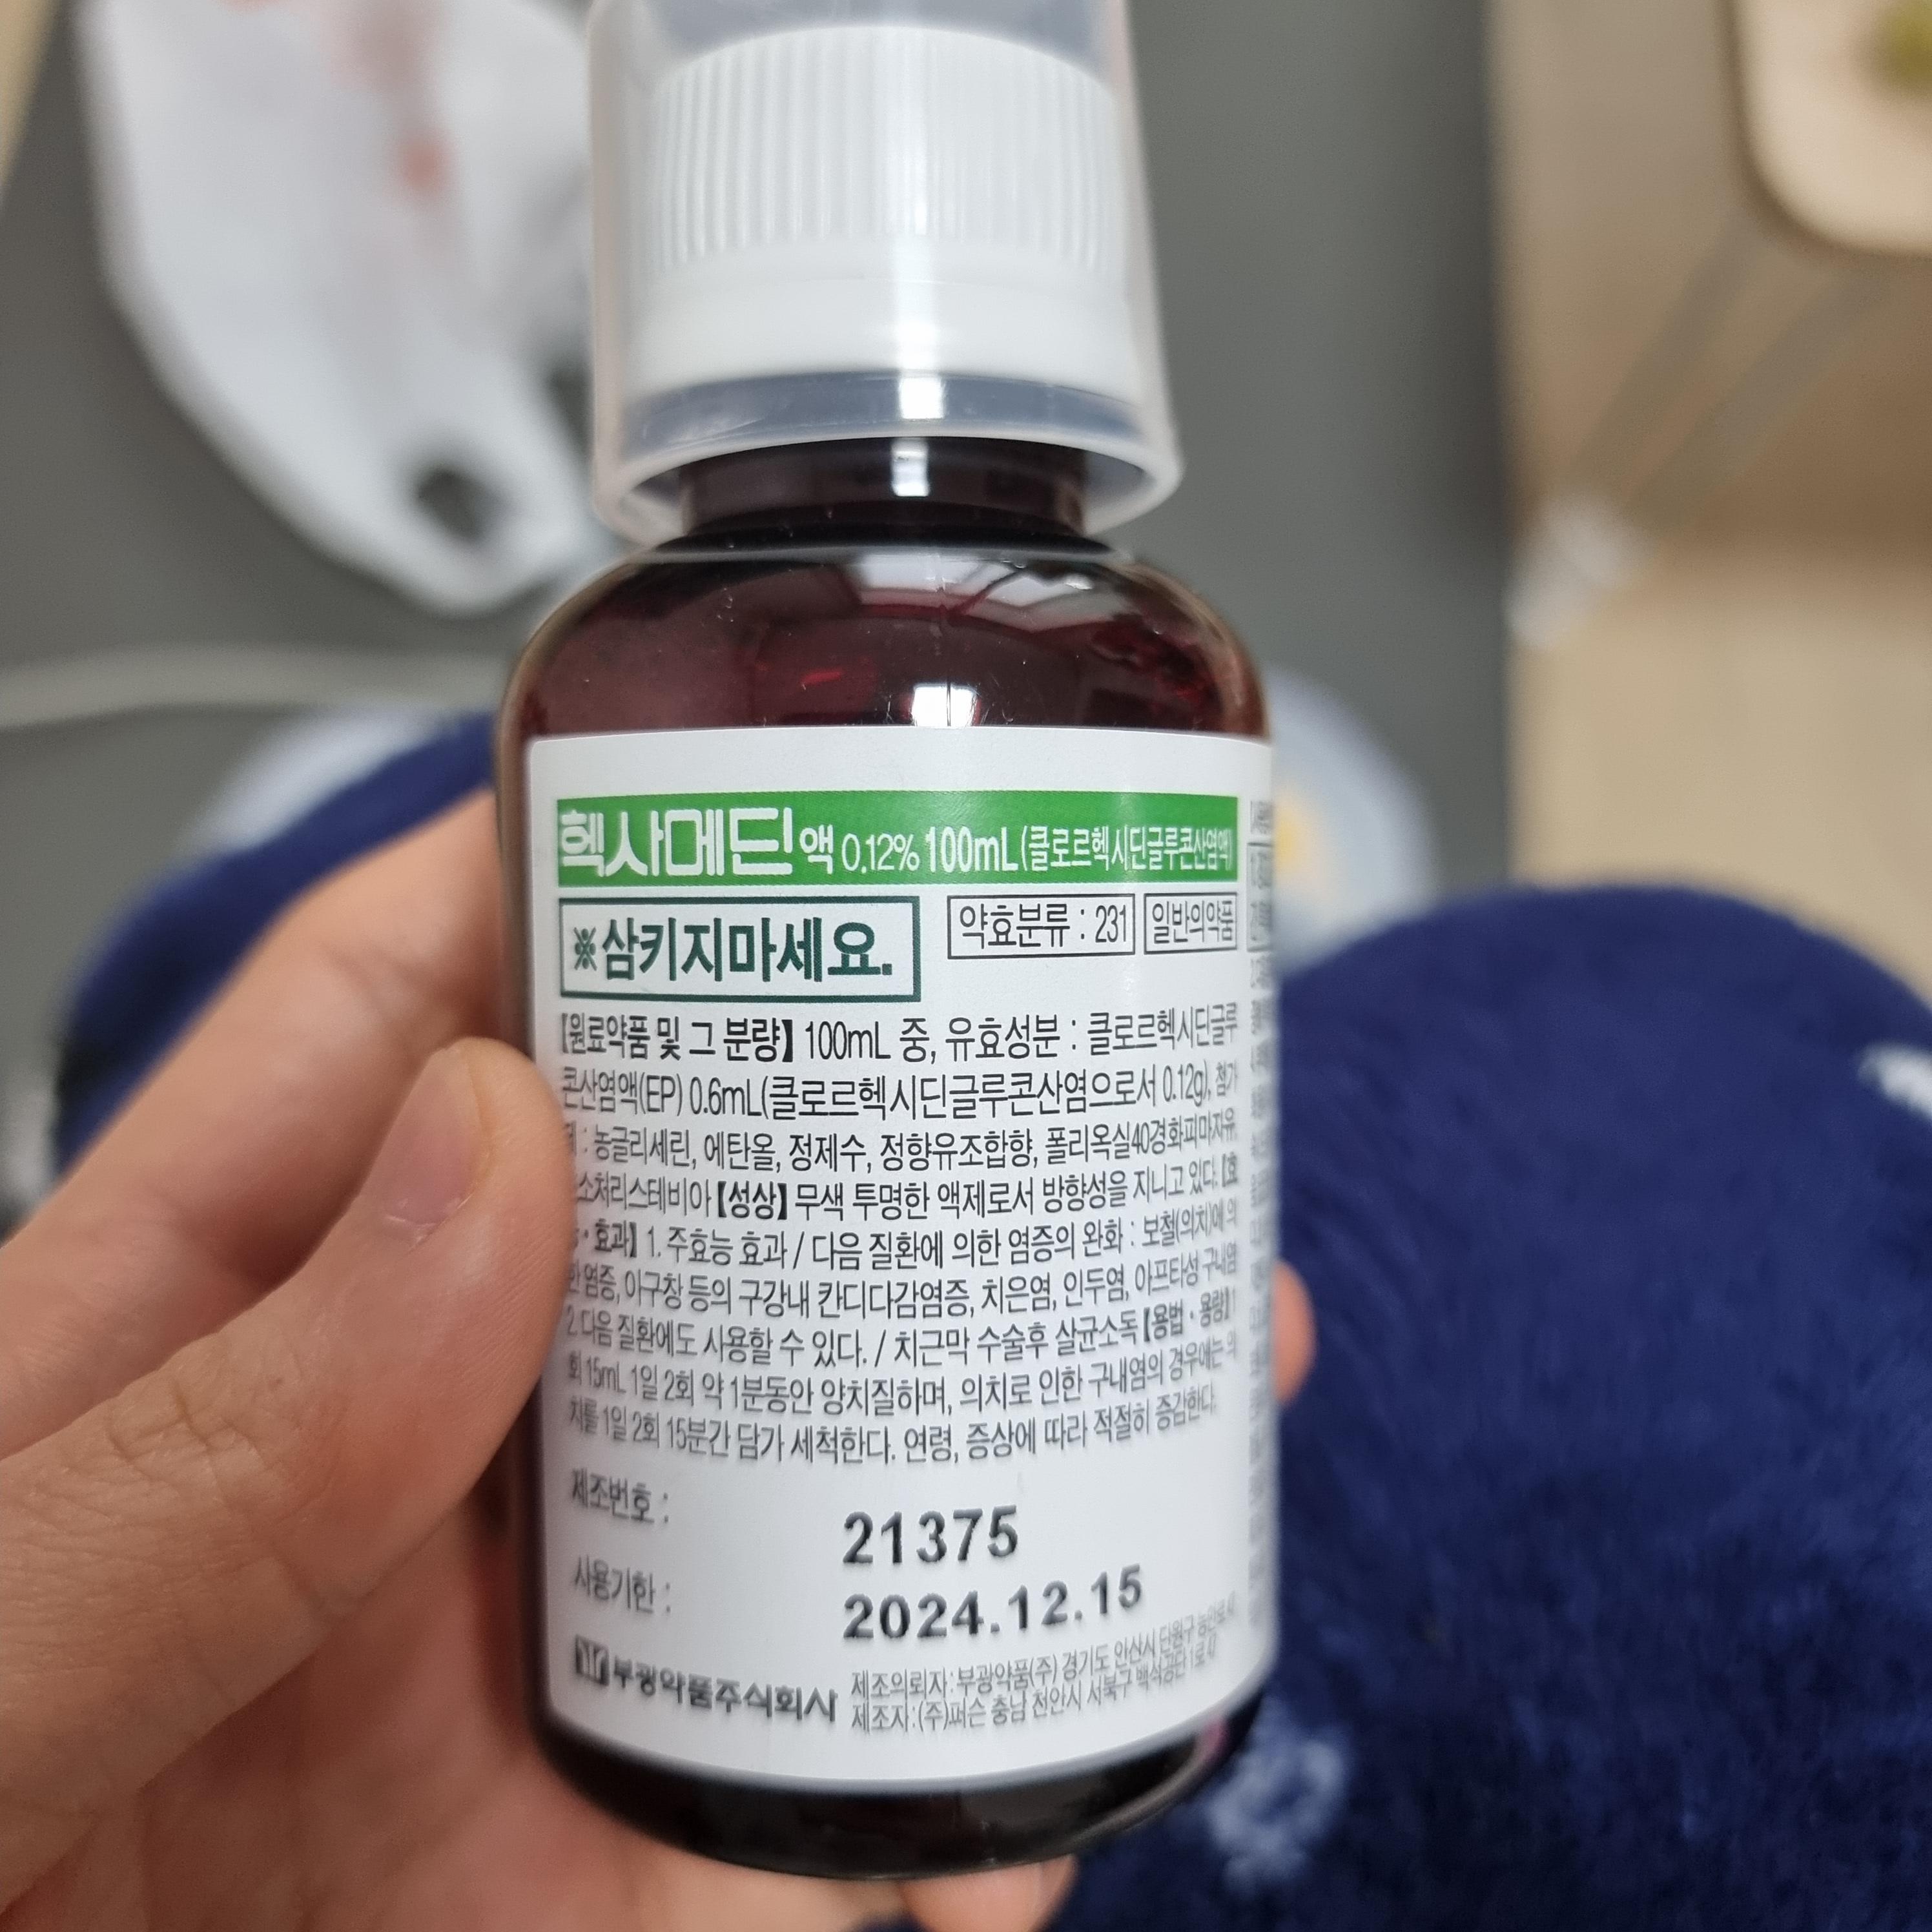 헥사메딘액 0.12% 100mL(클로르헥시딘글루콘산염액)
※삼키지마세요. 약효분류 : 231 일반의약품
【원료약품 및 그 분량】 100mL 중, 유효성분 : 클로르헥시딘글루
콘산염액(EP) 0.6mL(클로르헥시딘글루콘산염으로서 0.12g), 첨가
제 : 농글리세린, 에탄올, 정제수, 정향유조합향, 폴리옥실40경화피마자유,
소처리스테비아【성상】무색 투명한 액제로서 방향성을 지니고 있다.【효
·효과】1. 주효능 효과 / 다음 질환에 의한 염증의 완화 : 보철(의치)에 의
한 염증, 아구창 등의 구강내 칸디다감염증, 치은염, 인두염, 아프타성 구내염
2. 다음 질환에도 사용할 수 있다. / 치근막 수술후 살균소독【용법·용량】1
회 15mL 1일 2회 약 1분동안 양치질하며, 의치로 인한 구내염의 경우에는 의
치를 1일 2회 15분간 담가 세척한다. 연령, 증상에 따라 적절히 증감한다.
제조번호 : 21375
사용기한 : 2024.12.15
부광약품주식회사
제조의뢰자:부광약품(주) 경기도 안산시 단원구
제조자:(주)퍼슨 충남 천안시 서북구 백석공단1로